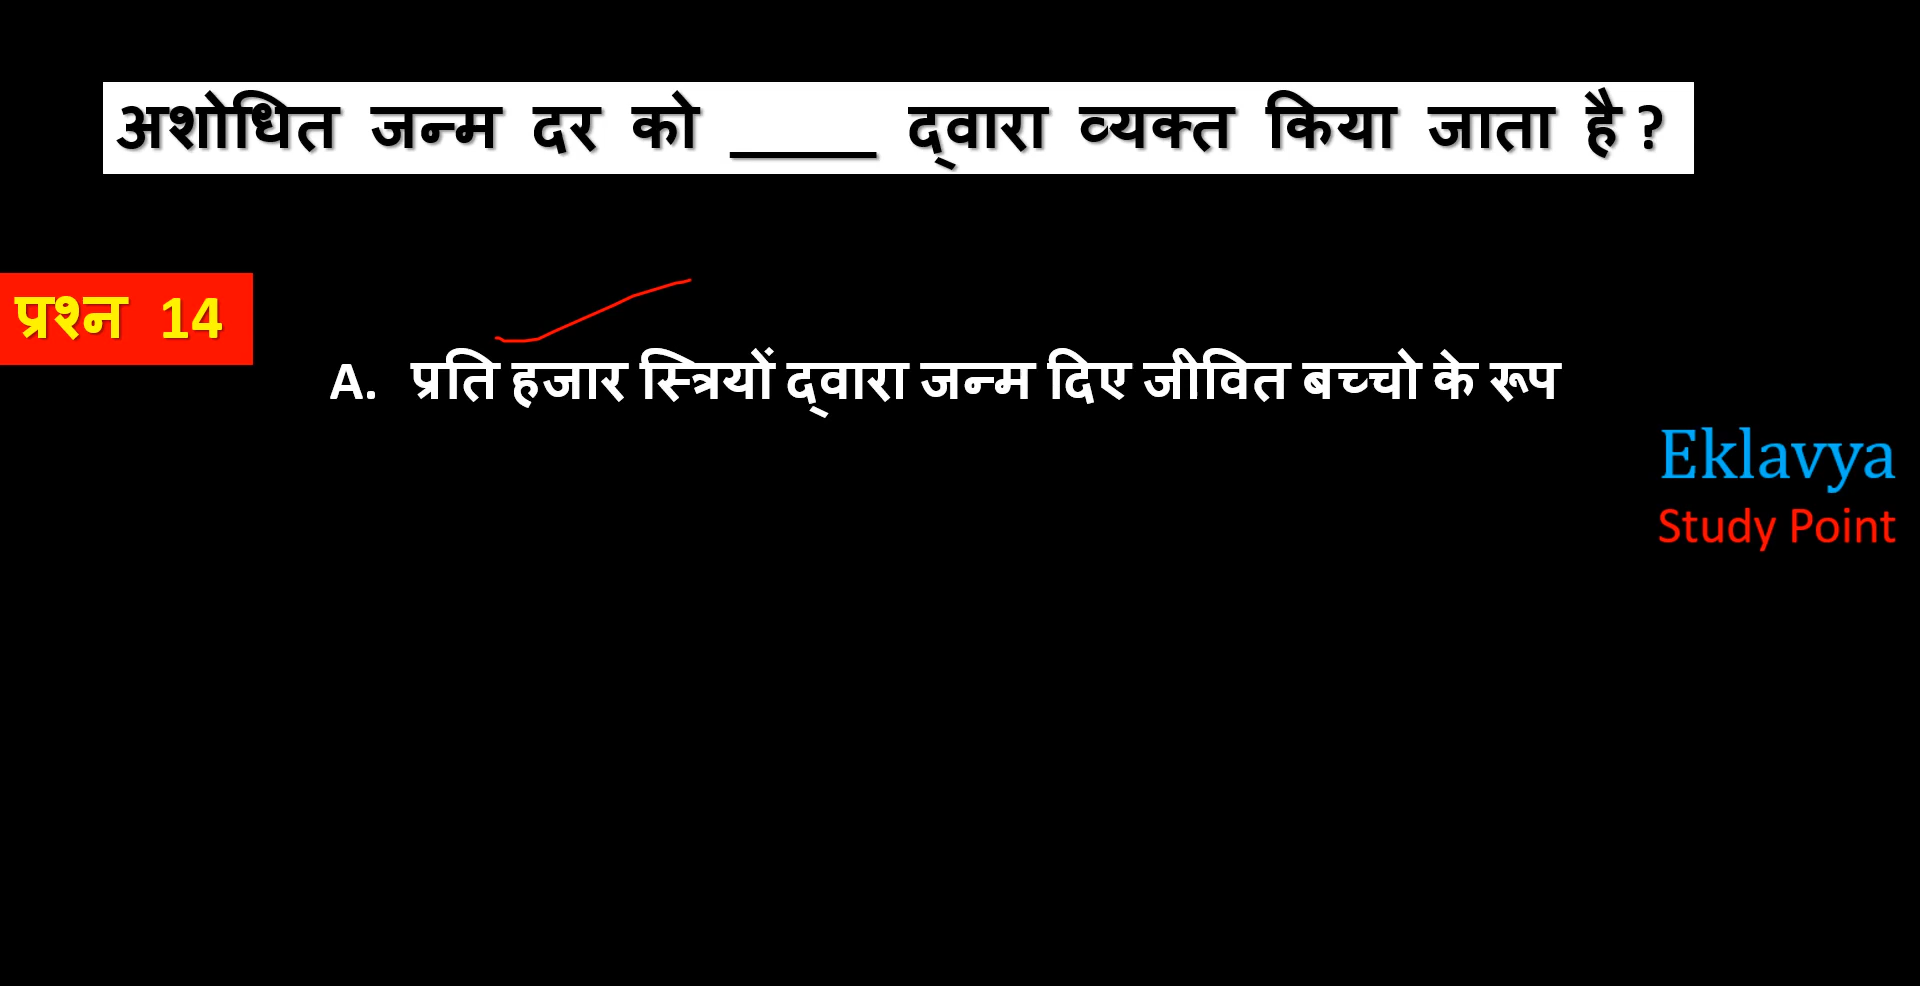 अशोधित जन्म दर को _____ द्वारा व्यक्त किया जाता है ?
प्रश्न 14
A. प्रति हजार स्त्रियों द्वारा जन्म दिए जीवित बच्चो के रूप
Eklavya
Study Point